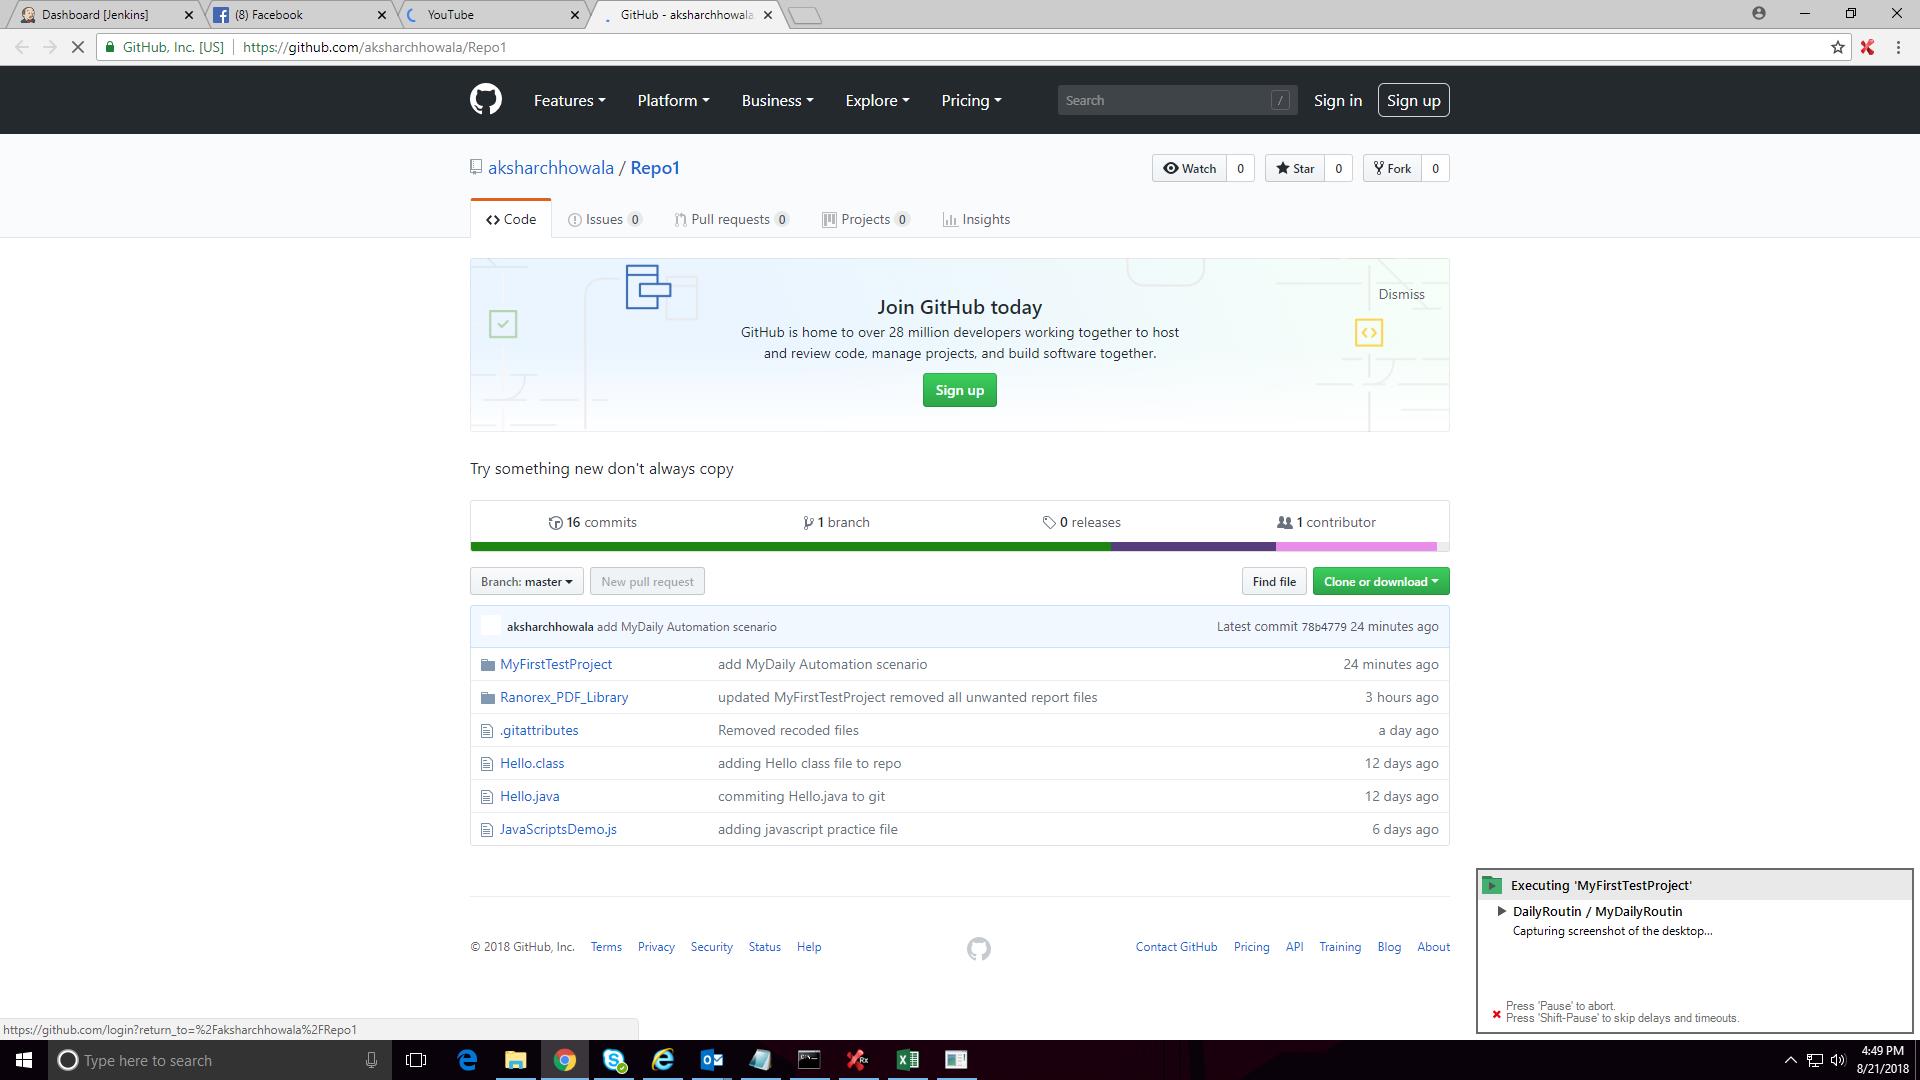 Dashboard [Jenkins]
(8) Facebook
YouTube
GitHub - aksharchhowala
GitHub, Inc. [US]
https://github.com/aksharchhowala/Repo1
Features
Platform
Business
Explore
Pricing
Search
/
Sign in
Sign up
aksharchhowala / Repo1
Watch 0
Star 0
Fork 0
Code
Issues 0
Pull requests 0
Projects 0
Insights
Dismiss
Join GitHub today
GitHub is home to over 28 million developers working together to host
and review code, manage projects, and build software together.
Sign up
Try something new don't always copy
16 commits
1 branch
0 releases
1 contributor
Branch: master
New pull request
Find file
Clone or download
aksharchhowala add MyDaily Automation scenario
Latest commit 78b4779 24 minutes ago
MyFirstTestProject
add MyDaily Automation scenario
24 minutes ago
Ranorex_PDF_Library
updated MyFirstTestProject removed all unwanted report files
3 hours ago
.gitattributes
Removed recoded files
a day ago
Hello.class
adding Hello class file to repo
12 days ago
Hello.java
commiting Hello.java to git
12 days ago
JavaScriptsDemo.js
adding javascript practice file
6 days ago
Executing 'MyFirstTestProject'
DailyRoutin / MyDailyRoutin
Capturing screenshot of the desktop...
Press 'Pause' to abort.
Press 'Shift-Pause' to skip delays and timeouts.
© 2018 GitHub, Inc.
Terms
Privacy
Security
Status
Help
Contact GitHub
Pricing
API
Training
Blog
About
https://github.com/login?return_to=%2Faksharchhowala%2FRepo1
Type here to search
4:49 PM
8/21/2018